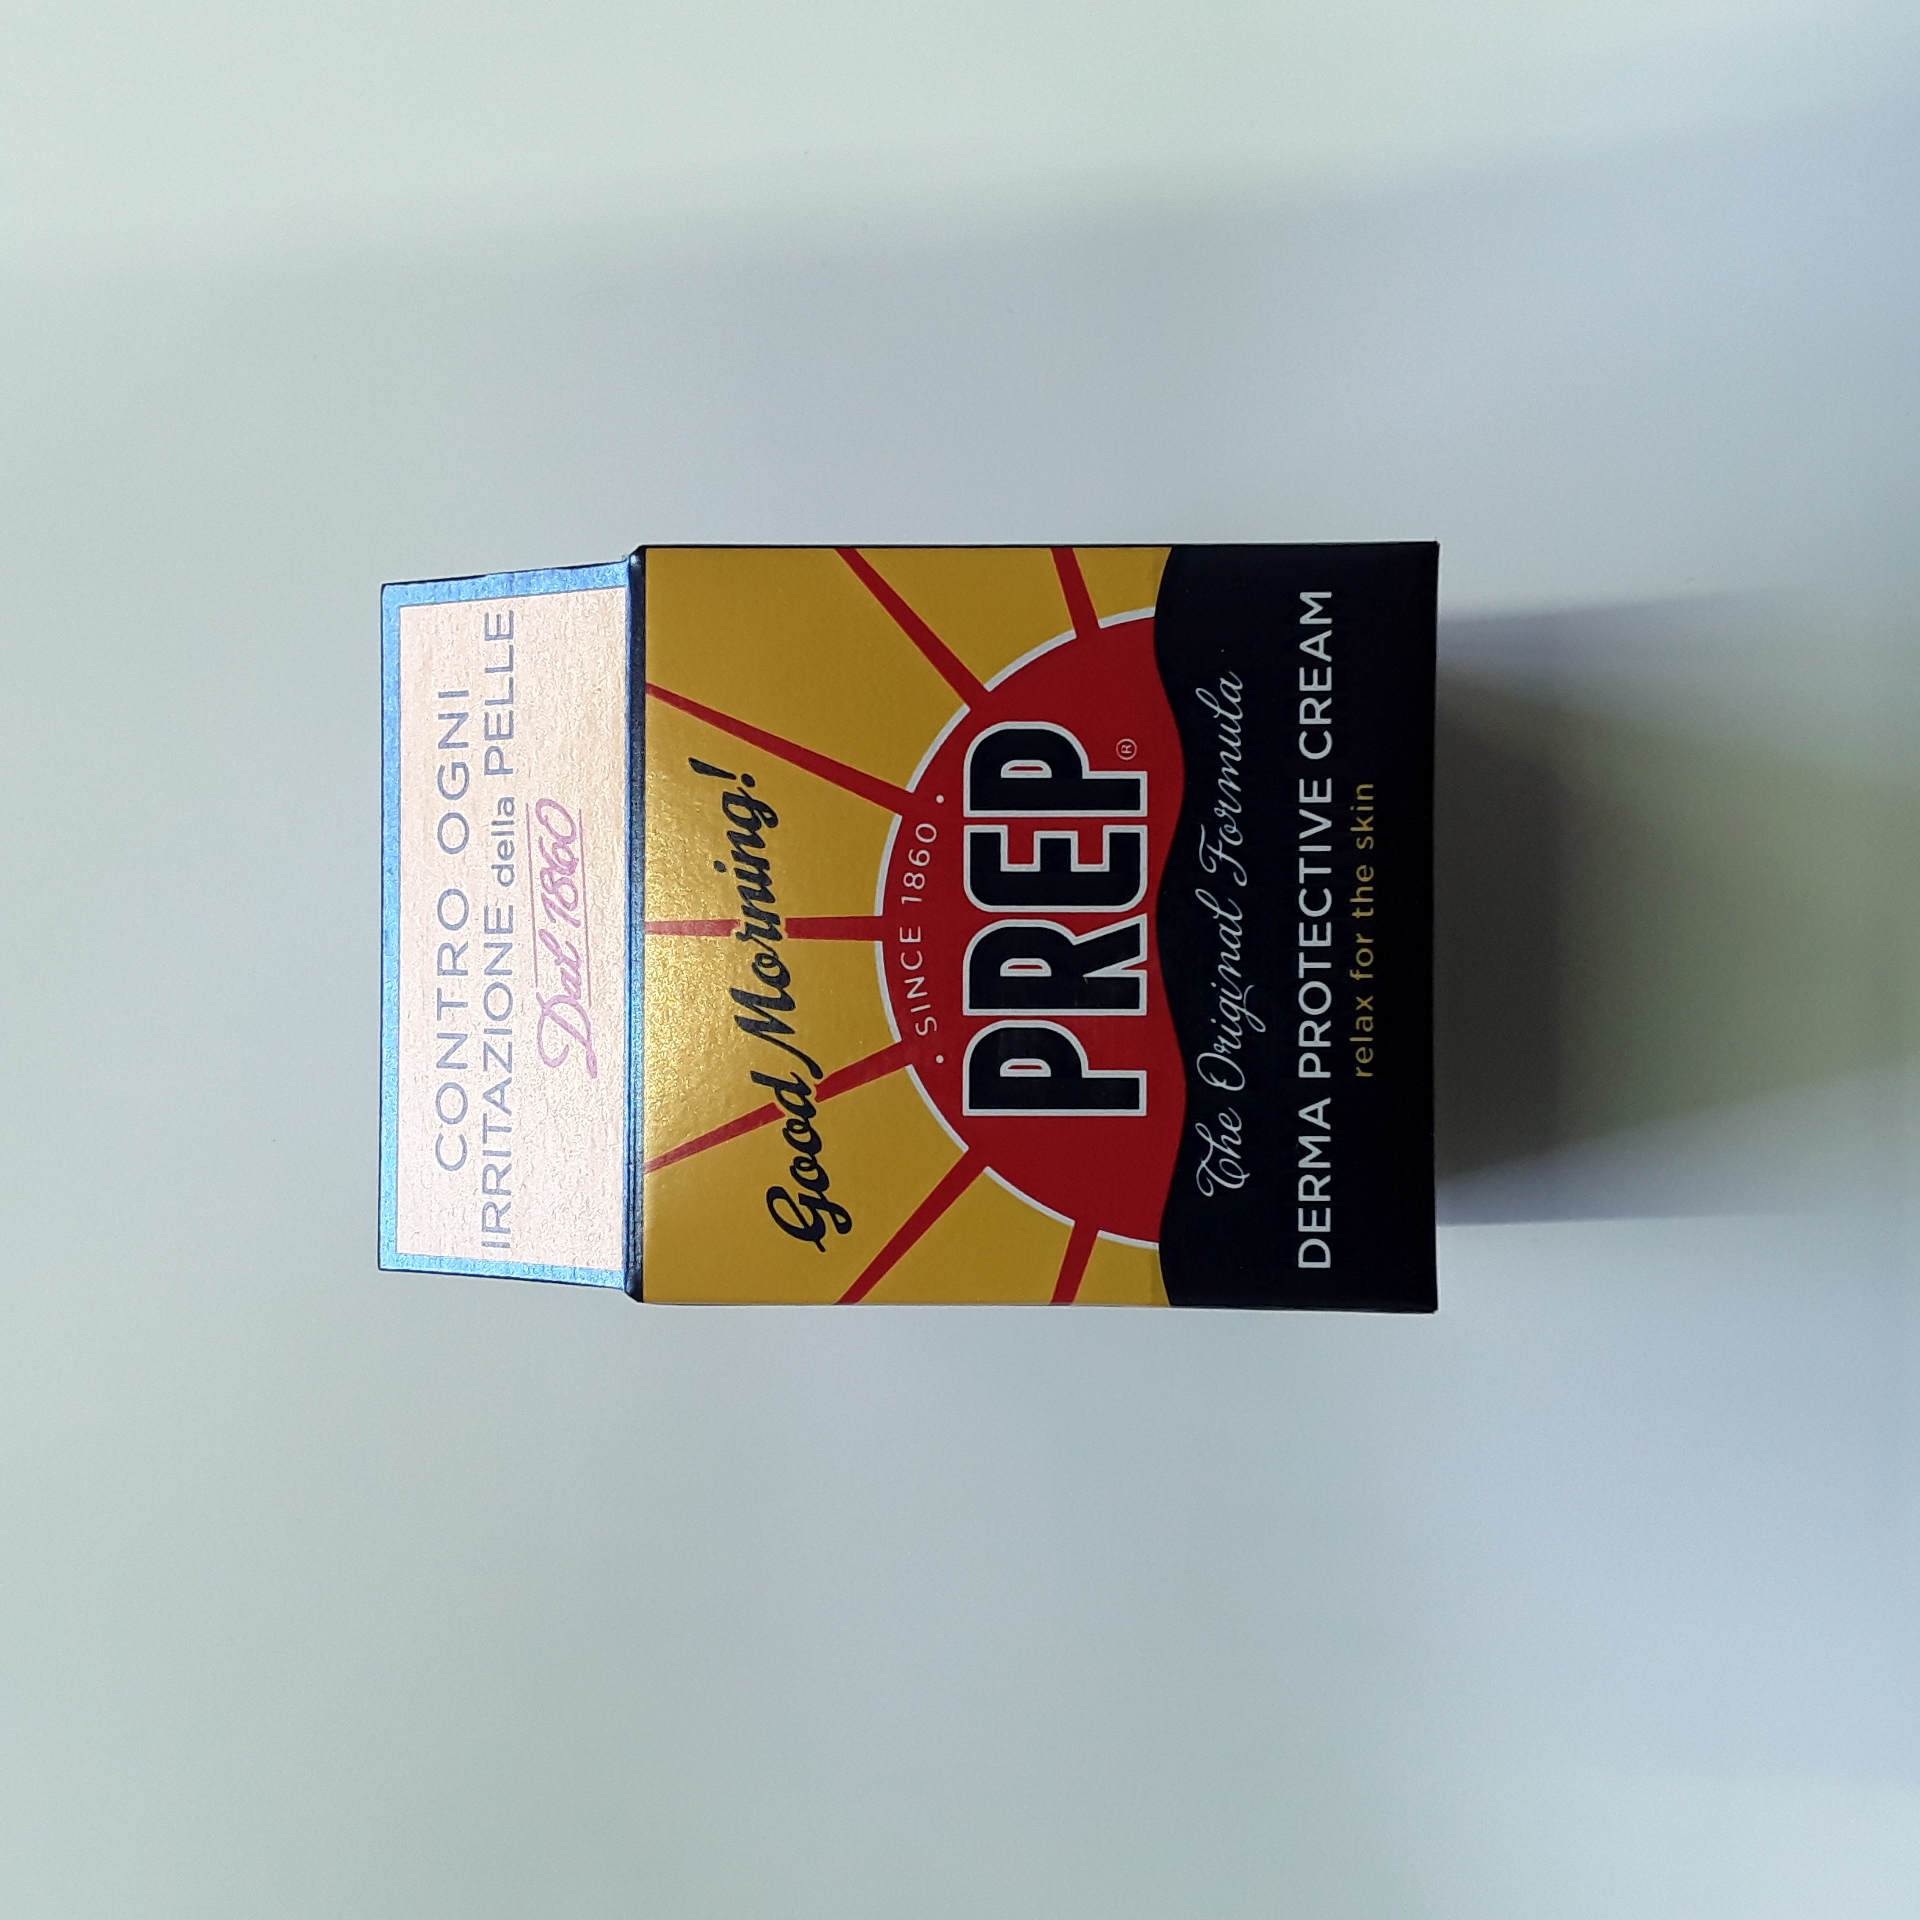 CONTRO OGNI
IRRITAZIONE della PELLE
Dal 1860
Good Morning!
• SINCE 1860 •
PREP®
The Original Formula
DERMA PROTECTIVE CREAM
relax for the skin